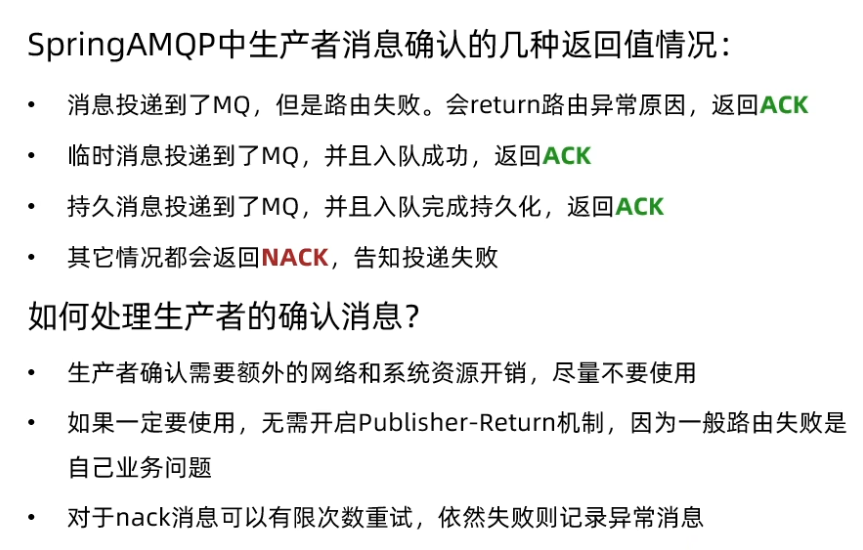 SpringAMQP中生产者消息确认的几种返回值情况：
• 消息投递到了MQ，但是路由失败。会return路由异常原因，返回ACK
• 临时消息投递到了MQ，并且入队成功，返回ACK
• 持久消息投递到了MQ，并且入队完成持久化，返回ACK
• 其它情况都会返回NACK，告知投递失败
如何处理生产者的确认消息？
• 生产者确认需要额外的网络和系统资源开销，尽量不要使用
• 如果一定要使用，无需开启Publisher-Return机制，因为一般路由失败是
自己业务问题
• 对于nack消息可以有限次数重试，依然失败则记录异常消息